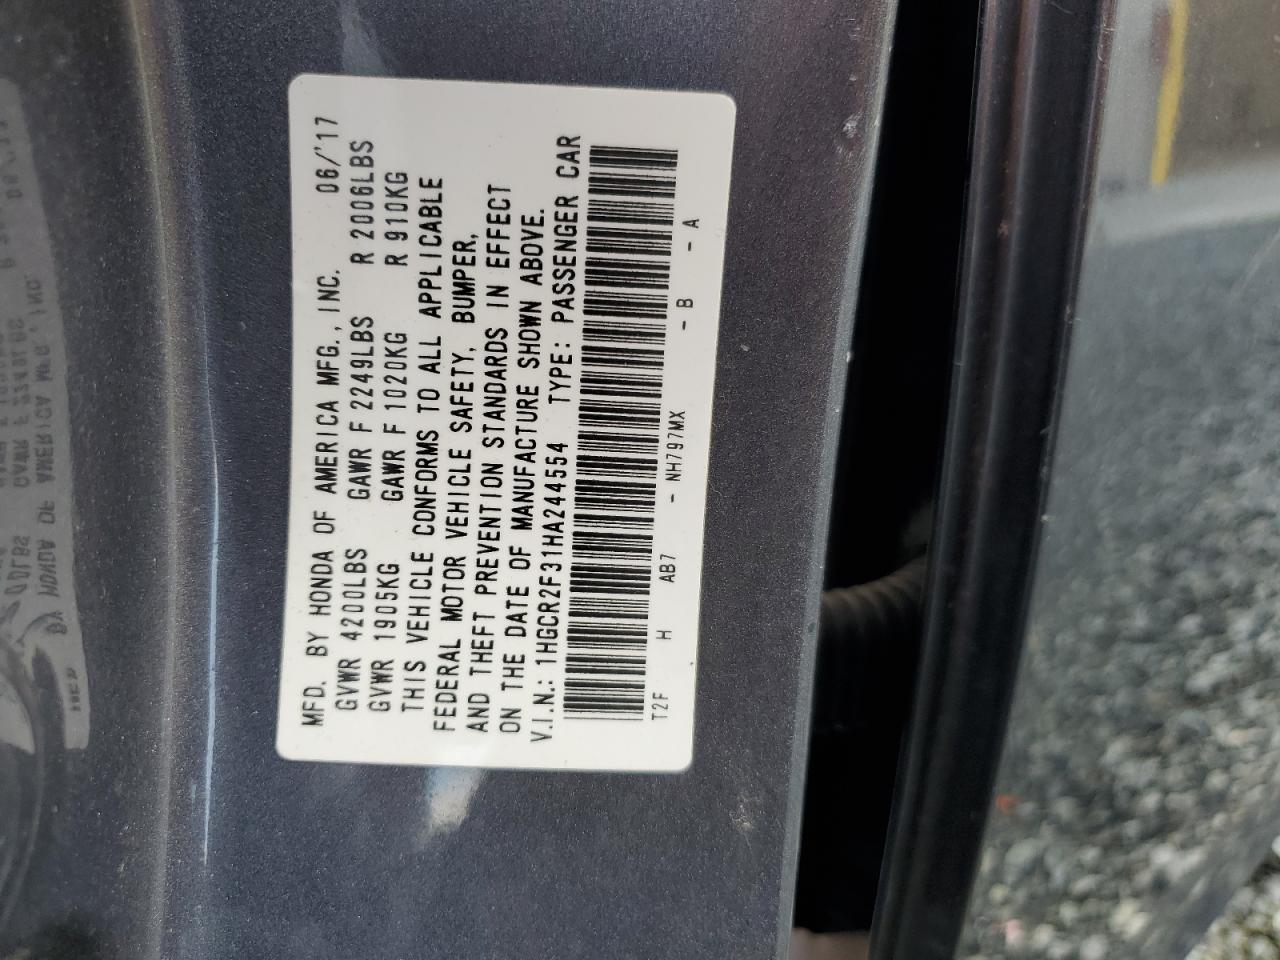 MFD. BY HONDA OF AMERICA MFG., INC. 06/'17
GVWR 4200LBS GAWR F 2249LBS R 2006LBS
GVWR 1905KG GAWR F 1020KG R 910KG
THIS VEHICLE CONFORMS TO ALL APPLICABLE
FEDERAL MOTOR VEHICLE SAFETY, BUMPER,
AND THEFT PREVENTION STANDARDS IN EFFECT
ON THE DATE OF MANUFACTURE SHOWN ABOVE.
V.I.N.: 1HGCR2F31HA244554 TYPE: PASSENGER CAR
T2F H AB7 - NH797MX - B - A